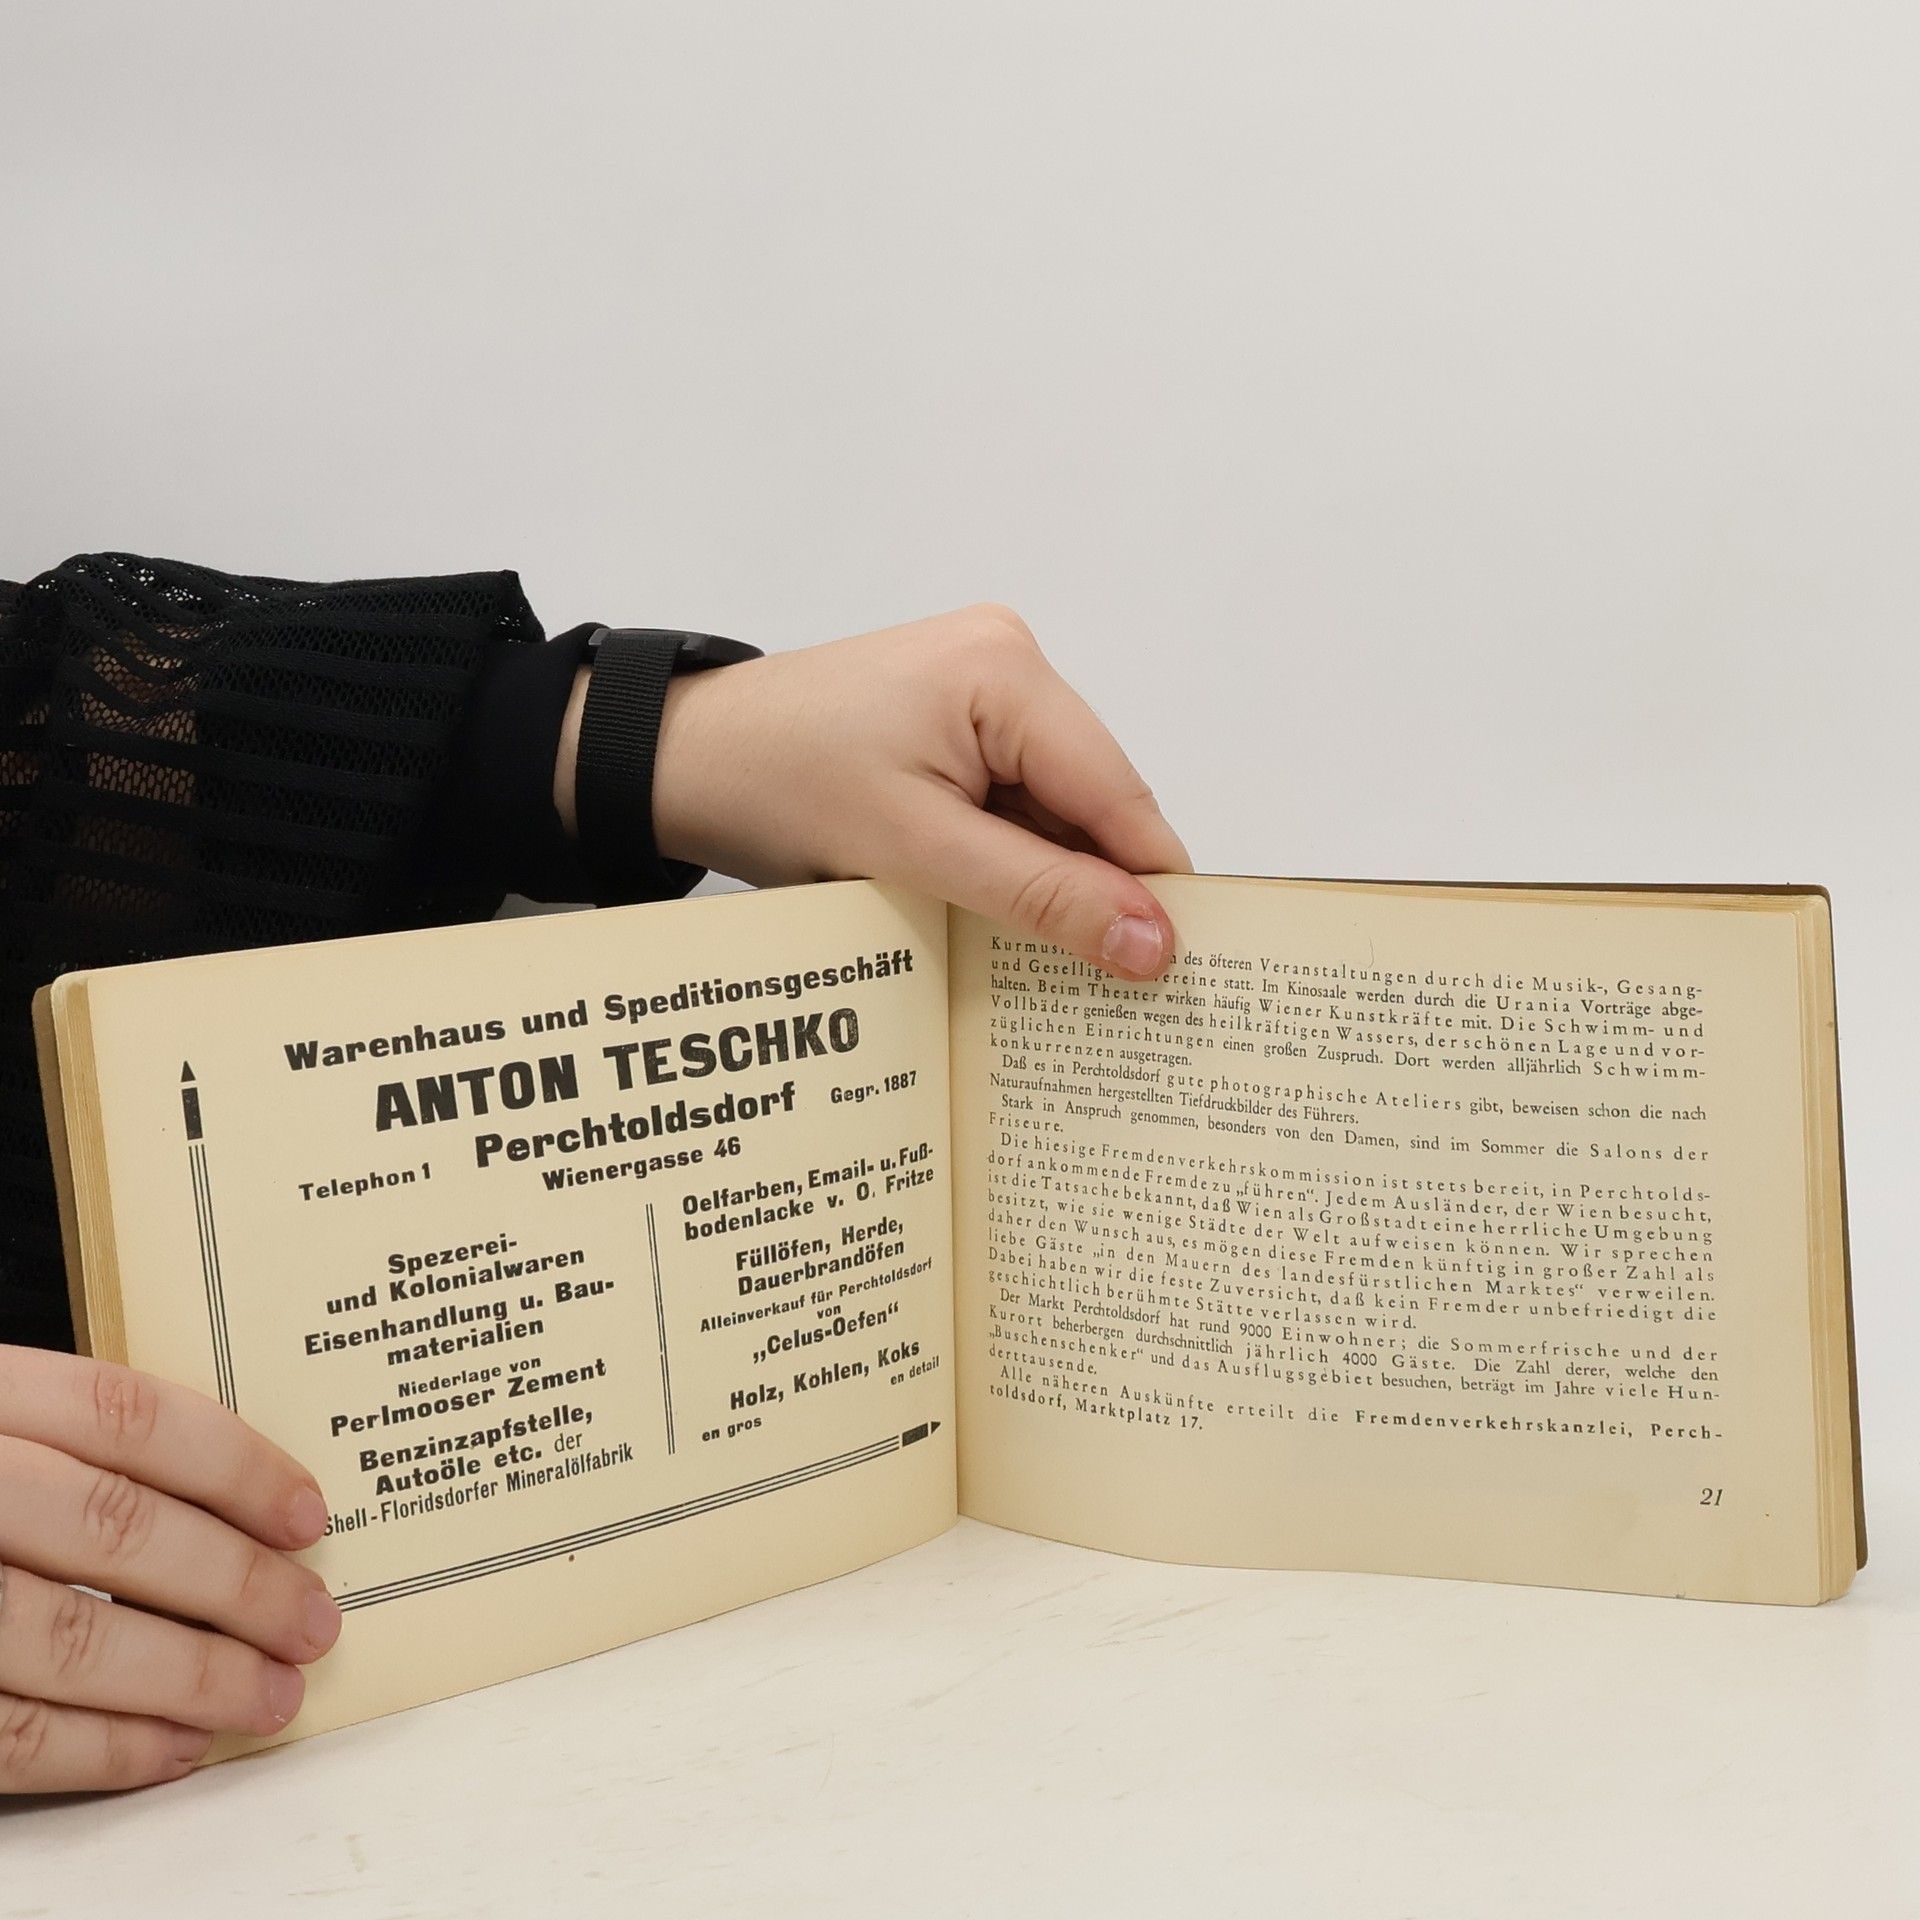 Warenhaus und Speditionsgeschäft
ANTON TESCHKO
Perchtoldsdorf Gegr. 1887
Telephon 1 Wienergasse 46
Spezerei-
und Kolonialwaren
Eisenhandlung u. Bau-
materialien
Niederlage von
Perlmooser Zement
Benzinzapfstelle,
Autoöle etc. der
Shell-Floridsdorfer Mineralölfabrik
Oelfarben, Email- u. Fuß-
bodenlacke v. O. Fritze
Füllöfen, Herde,
Dauerbrandöfen
Alleinverkauf für Perchtoldsdorf
von
„Celus-Oefen“
Holz, Kohlen, Koks
en gros en detail
des öfteren Veranstaltungen durch die Musik-, Gesang-
und statt. Im Kinosaale werden durch die Urania Vorträge abge-
halten. Beim Theater wirken häufig Wiener Kunstkräfte mit. Die Schwimm- und
Vollbäder genießen wegen des heilkräftigen Wassers, der schönen Lage und vor-
züglichen Einrichtungen einen großen Zuspruch. Dort werden alljährlich Schwimm-
konkurrenzen ausgetragen.
Daß es in Perchtoldsdorf gute photographische Ateliers gibt, beweisen schon die nach
Naturaufnahmen hergestellten Tiefdruckbilder des Führers.
Stark in Anspruch genommen, besonders von den Damen, sind im Sommer die Salons der
Friseure.
Die hiesige Fremdenverkehrskommission ist stets bereit, in Perchtolds-
dorf ankommende Fremde zu „führen“. Jedem Ausländer, der Wien besucht,
ist die Tatsache bekannt, daß Wien als Großstadt eine herrliche Umgebung
besitzt, wie sie wenige Städte der Welt aufweisen können. Wir sprechen
daher den Wunsch aus, es mögen diese Fremden künftig in großer Zahl als
liebe Gäste „in den Mauern des landesfürstlichen Marktes“ verweilen.
Dabei haben wir die feste Zuversicht, daß kein Fremder unbefriedigt die
geschichtlich berühmte Stätte verlassen wird.
Der Markt Perchtoldsdorf hat rund 9000 Einwohner; die Sommerfrische und der
Kurort beherbergen durchschnittlich jährlich 4000 Gäste. Die Zahl derer, welche den
„Buschenschenker“ und das Ausflugsgebiet besuchen, beträgt im Jahre viele Hun-
derttausende.
Alle näheren Auskünfte erteilt die Fremdenverkehrskanzlei, Perch-
toldsdorf, Marktplatz 17.
21